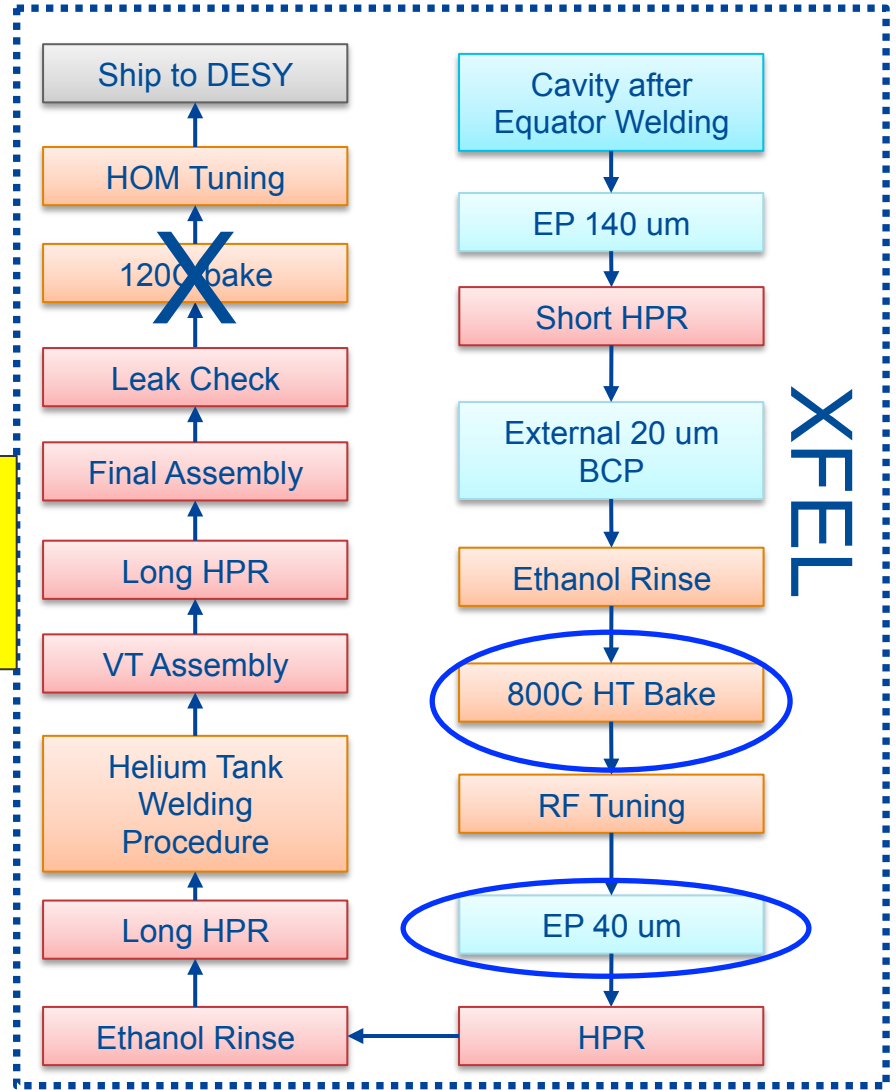 Cavity after
Equator Welding
EP 140 um
Short HPR
External 20 um
BCP
Ethanol Rinse
800C HT Bake
RF Tuning
EP 40 um
HPR
Ethanol Rinse
Long HPR
Helium Tank
Welding
Procedure
VT Assembly
Long HPR
Final Assembly
Leak Check
120C bake
X
HOM Tuning
Ship to DESY
XFEL